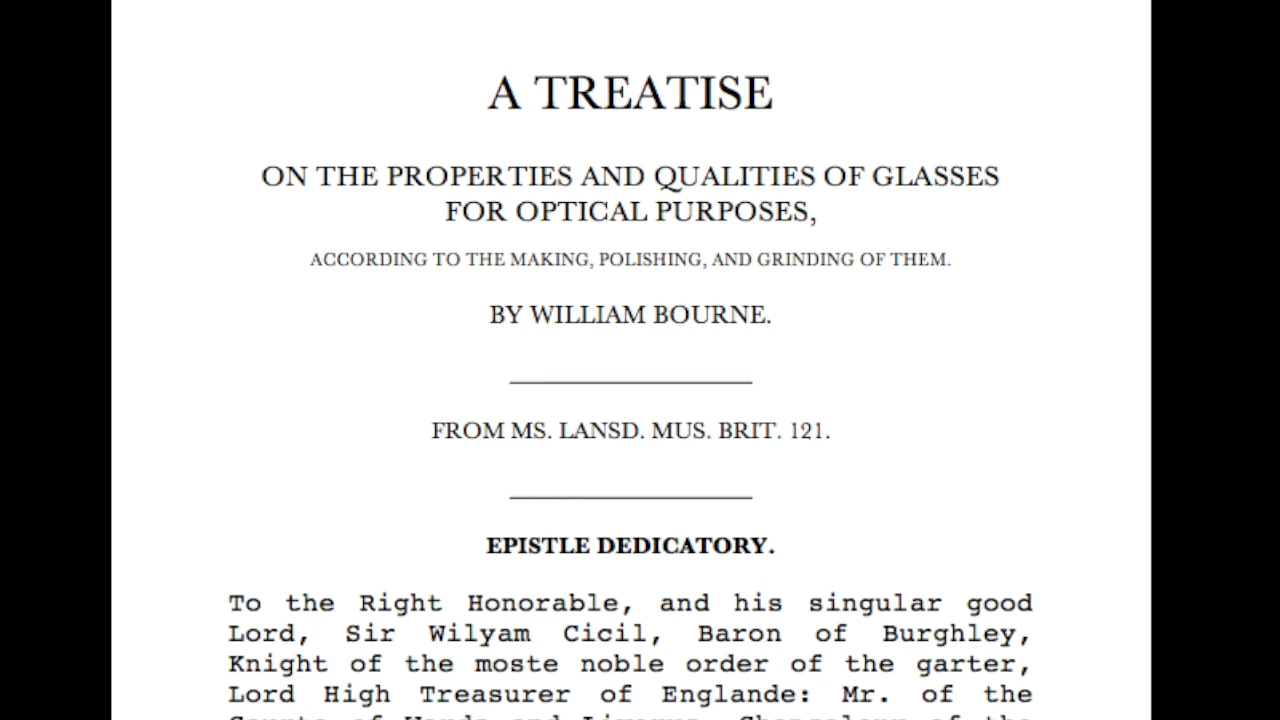 A TREATISE
ON THE PROPERTIES AND QUALITIES OF GLASSES
FOR OPTICAL PURPOSES,
ACCORDING TO THE MAKING, POLISHING, AND GRINDING OF THEM.
BY WILLIAM BOURNE.
FROM MS. LANSD. MUS. BRIT. 121.
EPISTLE DEDICATORY.
To the Right Honorable, and his singular good
Lord, Sir Wilyam Cicil, Baron of Burghley,
Knight of the moste noble order of the garter,
Lord High Treasurer of Englande: Mr. of the